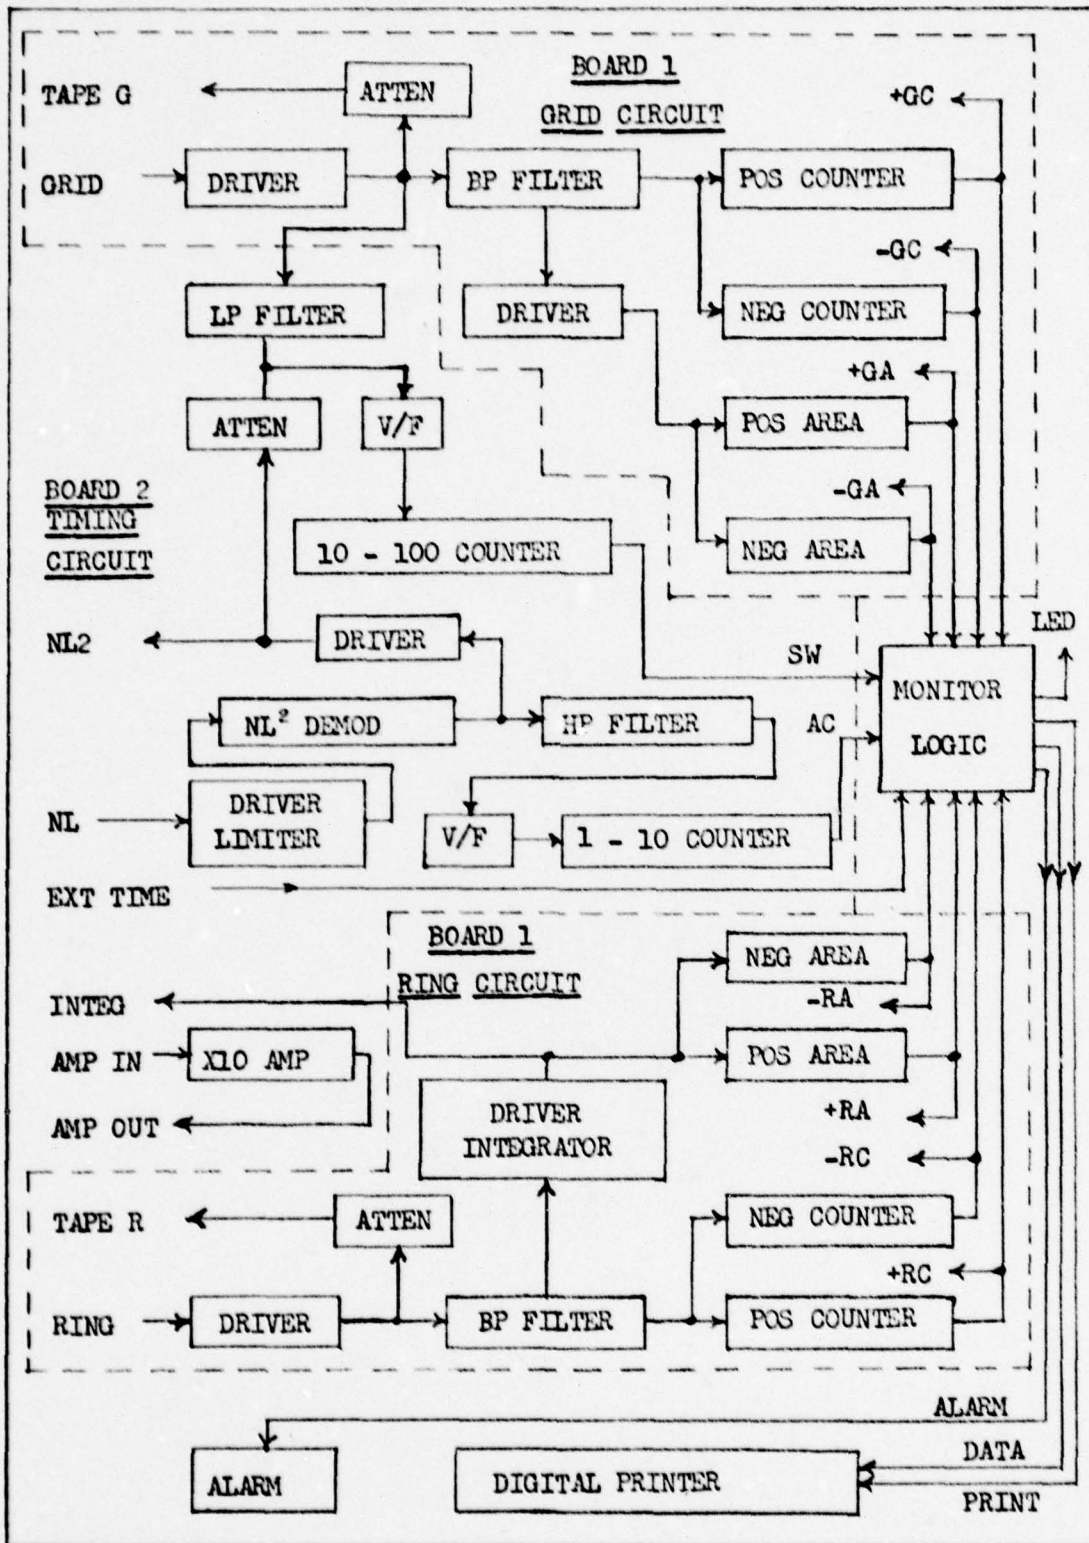 BOARD 1
GRID CIRCUIT
TAPE G
ATTEN
+GC
GRID
DRIVER
BP FILTER
POS COUNTER
-GC
LP FILTER
DRIVER
NEG COUNTER
+GA
ATTEN
V/F
POS AREA
-GA
BOARD 2
TIMING
CIRCUIT
10 - 100 COUNTER
NEG AREA
LED
NL2
DRIVER
SW
MONITOR
LOGIC
NL² DEMOD
HP FILTER
AC
NL
DRIVER
LIMITER
V/F
1 - 10 COUNTER
EXT TIME
BOARD 1
RING CIRCUIT
NEG AREA
-RA
INTEG
AMP IN
X10 AMP
POS AREA
AMP OUT
DRIVER
INTEGRATOR
+RA
-RC
TAPE R
ATTEN
NEG COUNTER
+RC
RING
DRIVER
BP FILTER
POS COUNTER
ALARM
ALARM
DIGITAL PRINTER
DATA
PRINT